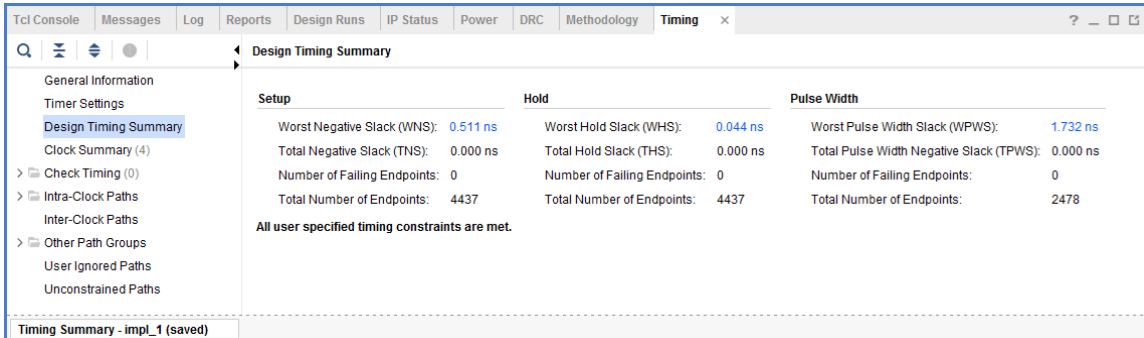 Tcl Console Messages Log Reports Design Runs IP Status Power DRC Methodology Timing × ? _
Design Timing Summary
General Information
Timer Settings
Design Timing Summary
Clock Summary (4)
> Check Timing (0)
> Intra-Clock Paths
Inter-Clock Paths
> Other Path Groups
User Ignored Paths
Unconstrained Paths
Setup Hold Pulse Width
Worst Negative Slack (WNS): 0.511 ns Worst Hold Slack (WHS): 0.044 ns Worst Pulse Width Slack (WPWS): 1.732 ns
Total Negative Slack (TNS): 0.000 ns Total Hold Slack (THS): 0.000 ns Total Pulse Width Negative Slack (TPWS): 0.000 ns
Number of Failing Endpoints: 0 Number of Failing Endpoints: 0 Number of Failing Endpoints: 0
Total Number of Endpoints: 4437 Total Number of Endpoints: 4437 Total Number of Endpoints: 2478
All user specified timing constraints are met.
Timing Summary - impl_1 (saved)